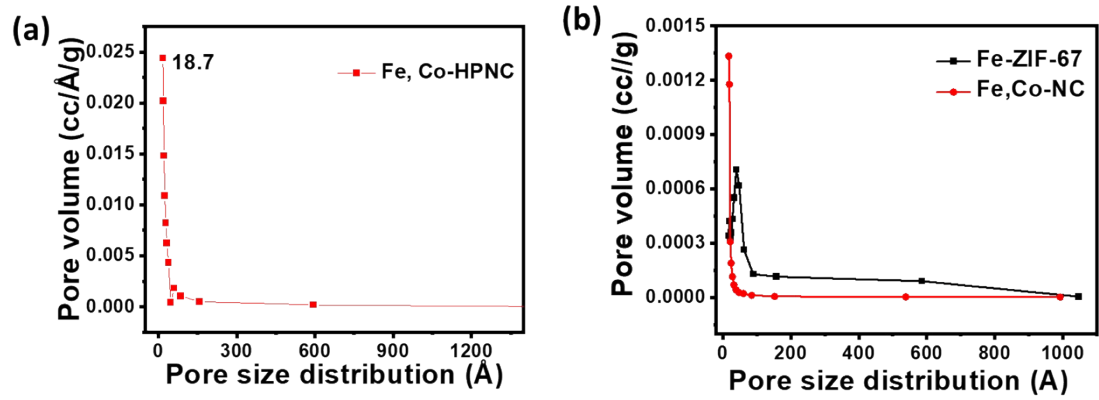 (a)
0.025
0.020
0.015
0.010
0.005
0.000
Pore volume (cc/Å/g)
18.7
Fe, Co-HPNC
0
300
600
900
1200
Pore size distribution (Å)
(b)
0.0015
0.0012
0.0009
0.0006
0.0003
0.0000
Pore volume (cc//g)
Fe-ZIF-67
Fe,Co-NC
0
200
400
600
800
1000
Pore size distribution (A)